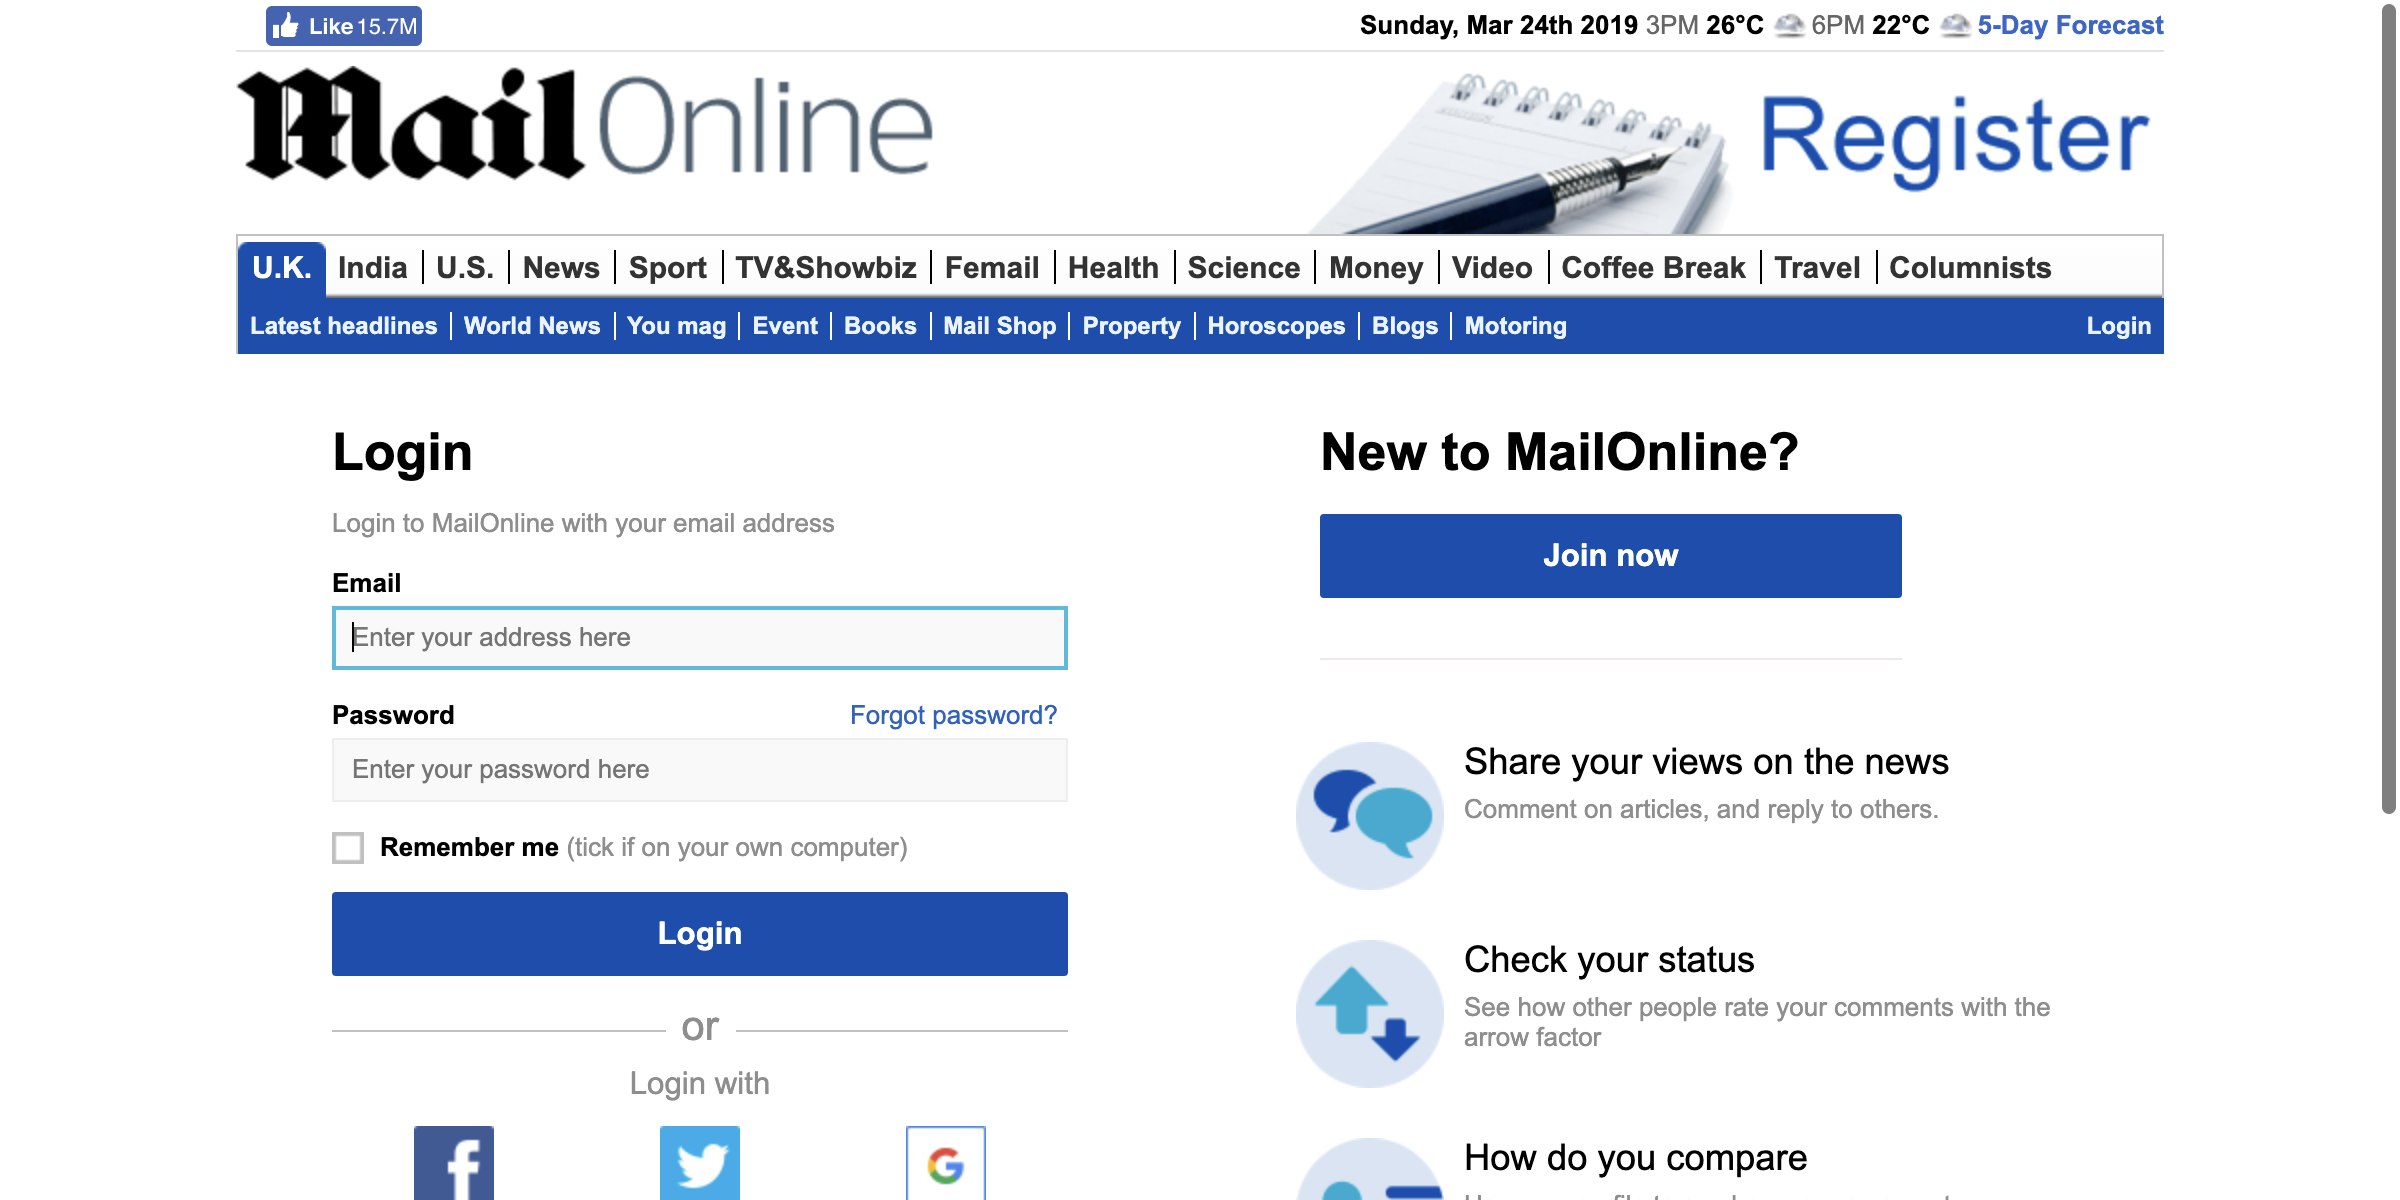 Like 15.7M
Sunday, Mar 24th 2019 3PM 26°C 6PM 22°C 5-Day Forecast
Mail Online
Register
U.K. India U.S. News Sport TV&Showbiz Femail Health Science Money Video Coffee Break Travel Columnists
Latest headlines World News You mag Event Books Mail Shop Property Horoscopes Blogs Motoring Login
Login
Login to MailOnline with your email address
Email
Enter your address here
Password Forgot password?
Enter your password here
Remember me (tick if on your own computer)
Login
or
Login with
New to MailOnline?
Join now
Share your views on the news
Comment on articles, and reply to others.
Check your status
See how other people rate your comments with the
arrow factor
How do you compare